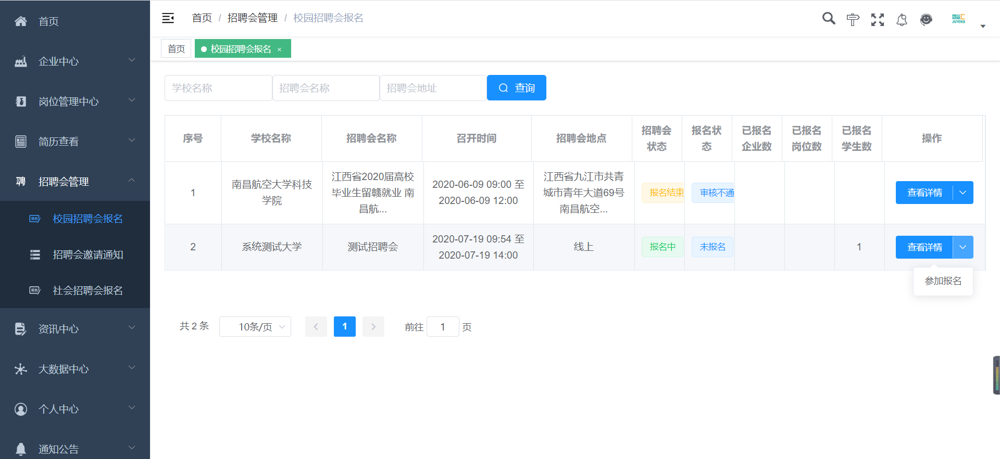 首页
企业中心
岗位管理中心
简历查看
招聘会管理
校园招聘会报名
招聘会邀请通知
社会招聘会报名
资讯中心
大数据中心
个人中心
通知公告
首页 / 招聘会管理 / 校园招聘会报名
JIUYEHUI
首页
校园招聘会报名 ×
学校名称
招聘会名称
招聘会地址
查询
序号
学校名称
招聘会名称
召开时间
招聘会地点
招聘会
状态
报名状
态
已报名
企业数
已报名
岗位数
已报名
学生数
操作
1
南昌航空大学科技
学院
江西省2020届高校
毕业生留赣就业 南
昌航...
2020-06-09 09:00 至
2020-06-09 12:00
江西省九江市共青
城市青年大道69号
南昌航空...
报名结束
审核不通
查看详情
2
系统测试大学
测试招聘会
2020-07-19 09:54 至
2020-07-19 14:00
线上
报名中
未报名
1
查看详情
参加报名
共 2 条
10条/页
1
前往 1 页